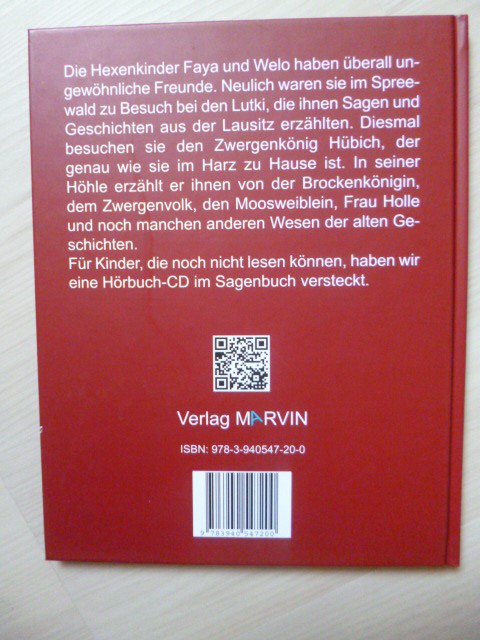 Die Hexenkinder Faya und Welo haben überall un-
gewöhnliche Freunde. Neulich waren sie im Spree-
wald zu Besuch bei den Lutki, die ihnen Sagen und
Geschichten aus der Lausitz erzählten. Diesmal
besuchen sie den Zwergenkönig Hübich, der
genau wie sie im Harz zu Hause ist. In seiner
Höhle erzählt er ihnen von der Brockenkönigin,
dem Zwergenvolk, den Moosweiblein, Frau Holle
und noch manchen anderen Wesen der alten Ge-
schichten.
Für Kinder, die noch nicht lesen können, haben wir
eine Hörbuch-CD im Sagenbuch versteckt.
Verlag MARVIN
ISBN: 978-3-940547-20-0
9 783940 547200